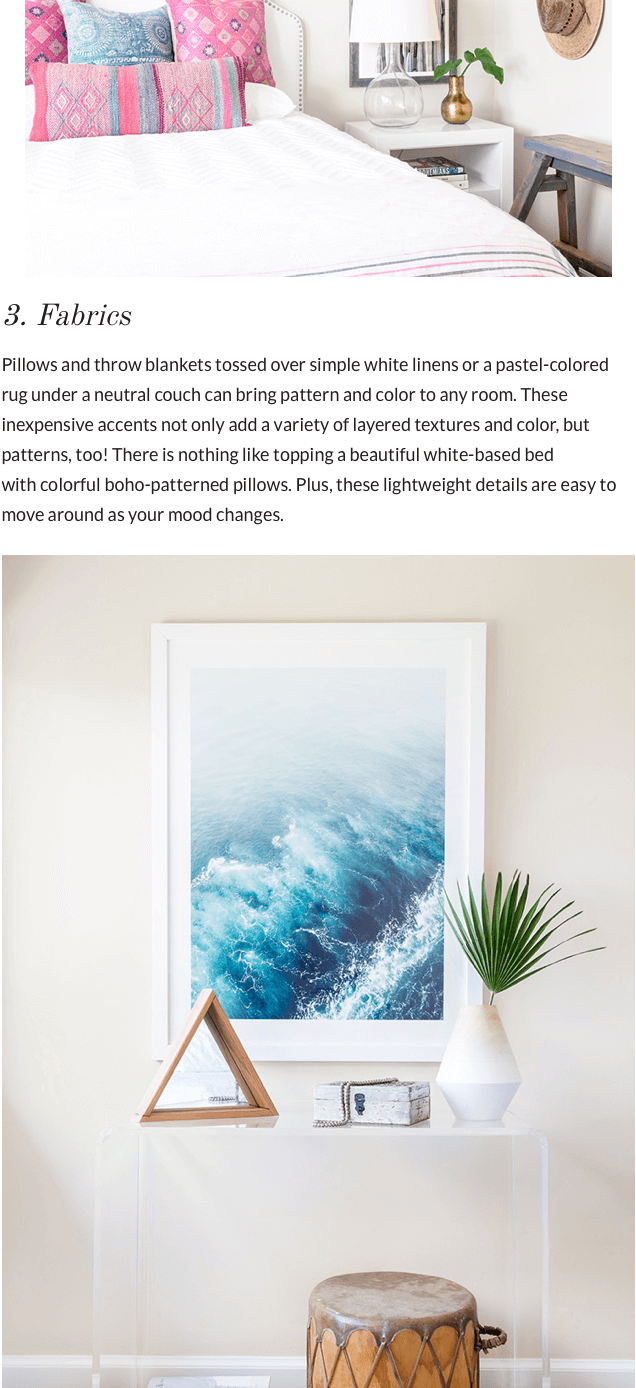 3. Fabrics
Pillows and throw blankets tossed over simple white linens or a pastel-colored
rug under a neutral couch can bring pattern and color to any room. These
inexpensive accents not only add a variety of layered textures and color, but
patterns, too! There is nothing like topping a beautiful white-based bed
with colorful boho-patterned pillows. Plus, these lightweight details are easy to
move around as your mood changes.